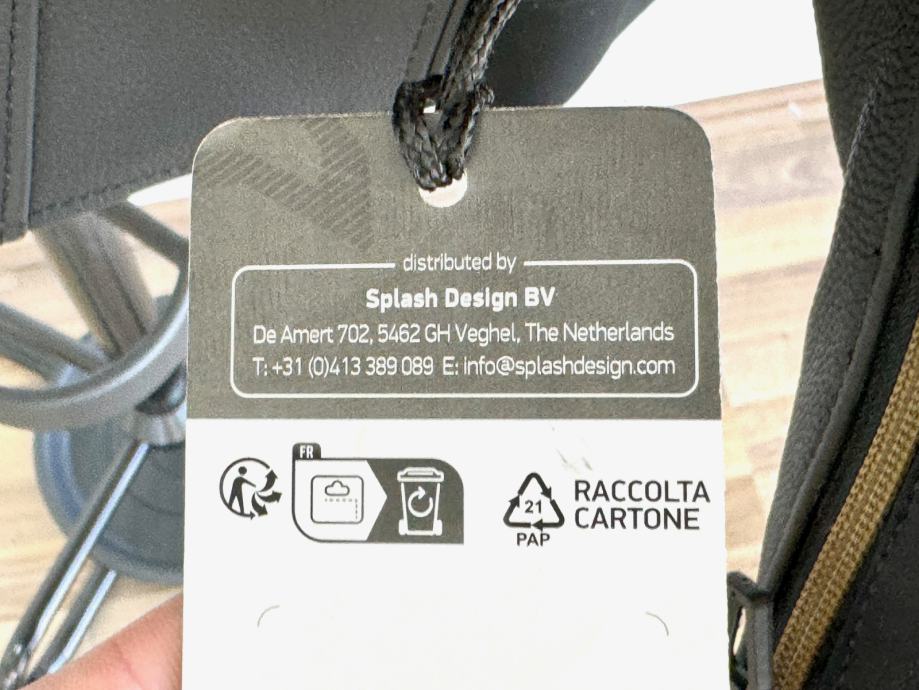 distributed by
Splash Design BV
De Amert 702, 5462 GH Veghel, The Netherlands
T: +31 (0)413 389 089 E: info@splashdesign.com
FR
21
PAP
RACCOLTA
CARTONE